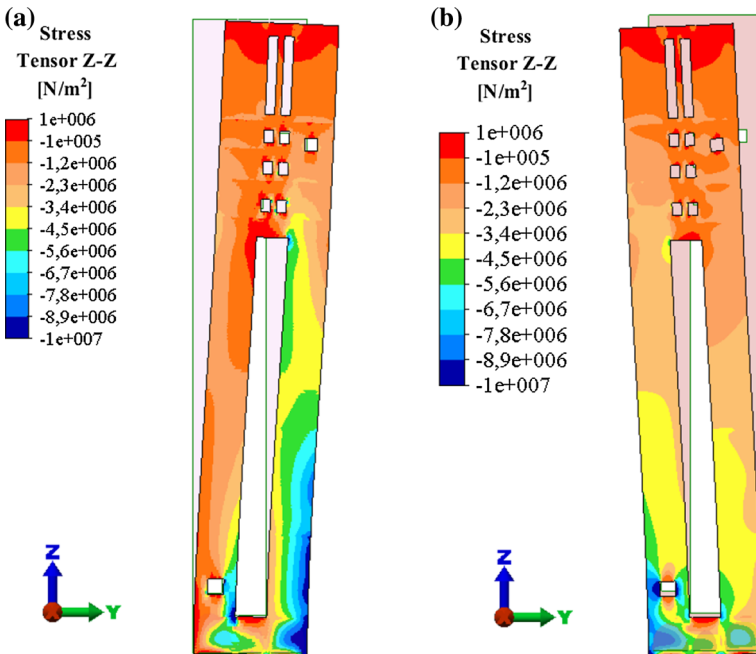 (a)
Stress
Tensor Z-Z
[N/m²]
1e+006
-1e+005
-1,2e+006
-2,3e+006
-3,4e+006
-4,5e+006
-5,6e+006
-6,7e+006
-7,8e+006
-8,9e+006
-1e+007
Z
X
Y
(b)
Stress
Tensor Z-Z
[N/m²]
1e+006
-1e+005
-1,2e+006
-2,3e+006
-3,4e+006
-4,5e+006
-5,6e+006
-6,7e+006
-7,8e+006
-8,9e+006
-1e+007
Z
X
Y